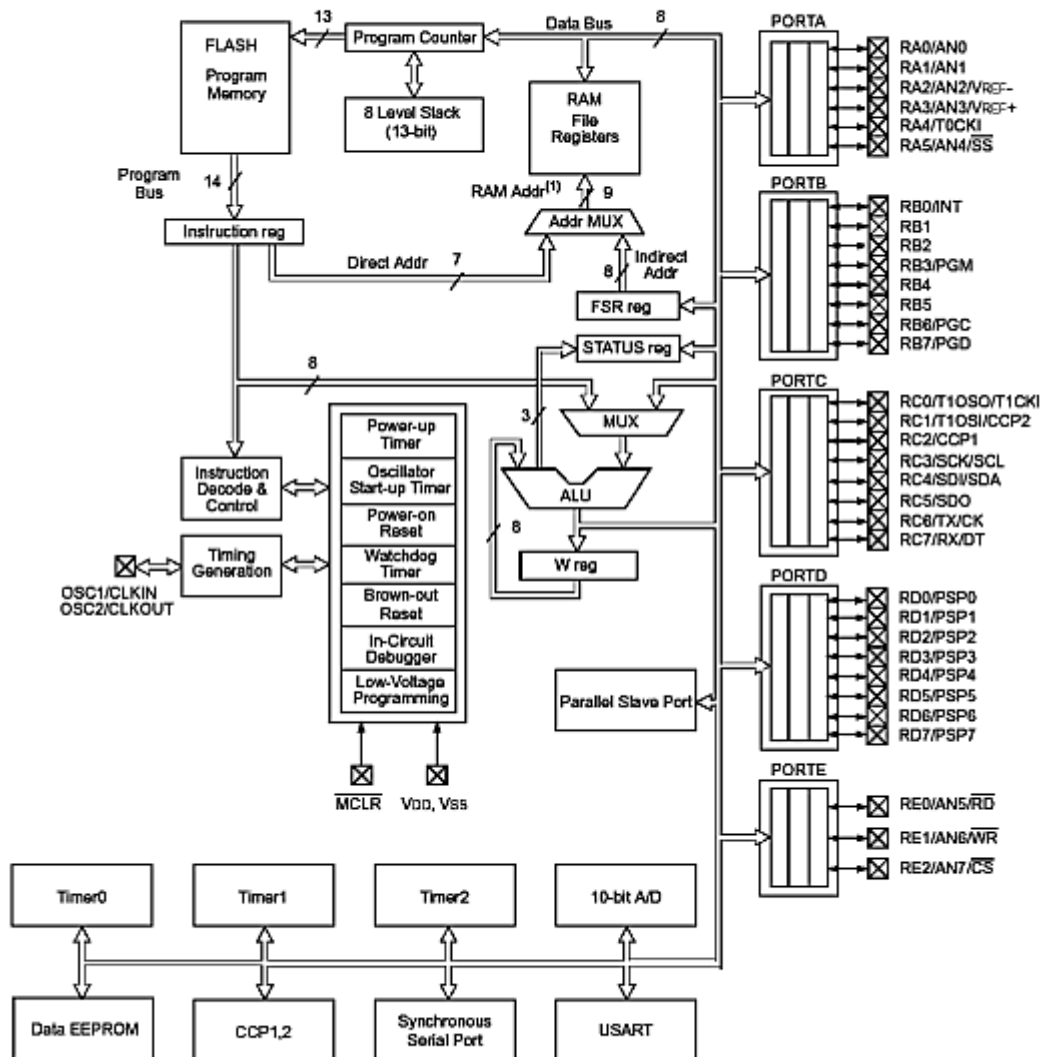 FLASH
Program
Memory
13
Program Counter
8 Level Stack
(13-bit)
Data Bus
8
RAM
File
Registers
Program
Bus
14
RAM Addr(1)
9
Addr MUX
Instruction reg
Direct Addr
7
8
Indirect
Addr
FSR reg
STATUS reg
8
3
MUX
ALU
8
W reg
Instruction
Decode &
Control
Timing
Generation
OSC1/CLKIN
OSC2/CLKOUT
Power-up
Timer
Oscillator
Start-up Timer
Power-on
Reset
Watchdog
Timer
Brown-out
Reset
In-Circuit
Debugger
Low-Voltage
Programming
MCLR
VDD, VSS
Parallel Slave Port
PORTA
RA0/AN0
RA1/AN1
RA2/AN2/VREF-
RA3/AN3/VREF+
RA4/T0CKI
RA5/AN4/SS
PORTB
RB0/INT
RB1
RB2
RB3/PGM
RB4
RB5
RB6/PGC
RB7/PGD
PORTC
RC0/T1OSO/T1CKI
RC1/T1OSI/CCP2
RC2/CCP1
RC3/SCK/SCL
RC4/SDI/SDA
RC5/SDO
RC6/TX/CK
RC7/RX/DT
PORTD
RD0/PSP0
RD1/PSP1
RD2/PSP2
RD3/PSP3
RD4/PSP4
RD5/PSP5
RD6/PSP6
RD7/PSP7
PORTE
RE0/AN5/RD
RE1/AN6/WR
RE2/AN7/CS
Timer0
Timer1
Timer2
10-bit A/D
Data EEPROM
CCP1,2
Synchronous
Serial Port
USART